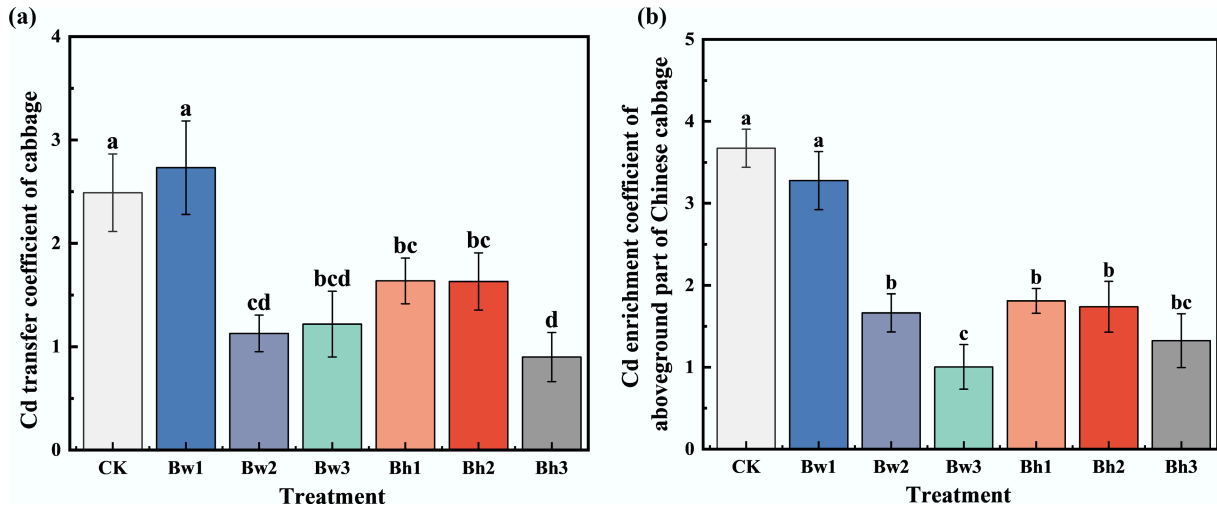 (a)
Cd transfer coefficient of cabbage
4
3
2
1
0
a
a
cd
bcd
bc
bc
d
CK Bw1 Bw2 Bw3 Bh1 Bh2 Bh3
Treatment
(b)
Cd enrichment coefficient of
aboveground part of Chinese cabbage
5
4
3
2
1
0
a
a
b
c
b
b
bc
CK Bw1 Bw2 Bw3 Bh1 Bh2 Bh3
Treatment